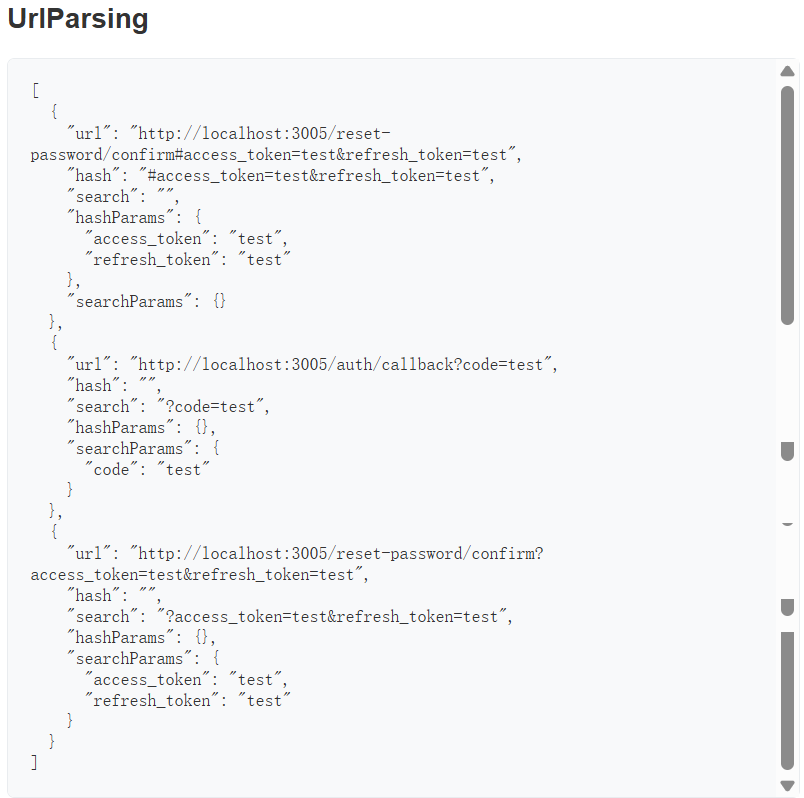 UrlParsing
[
  {
    "url": "http://localhost:3005/reset-
password/confirm#access_token=test&refresh_token=test",
    "hash": "#access_token=test&refresh_token=test",
    "search": "",
    "hashParams": {
      "access_token": "test",
      "refresh_token": "test"
    },
    "searchParams": {}
  },
  {
    "url": "http://localhost:3005/auth/callback?code=test",
    "hash": "",
    "search": "?code=test",
    "hashParams": {},
    "searchParams": {
      "code": "test"
    }
  },
  {
    "url": "http://localhost:3005/reset-password/confirm?
access_token=test&refresh_token=test",
    "hash": "",
    "search": "?access_token=test&refresh_token=test",
    "hashParams": {},
    "searchParams": {
      "access_token": "test",
      "refresh_token": "test"
    }
  }
]